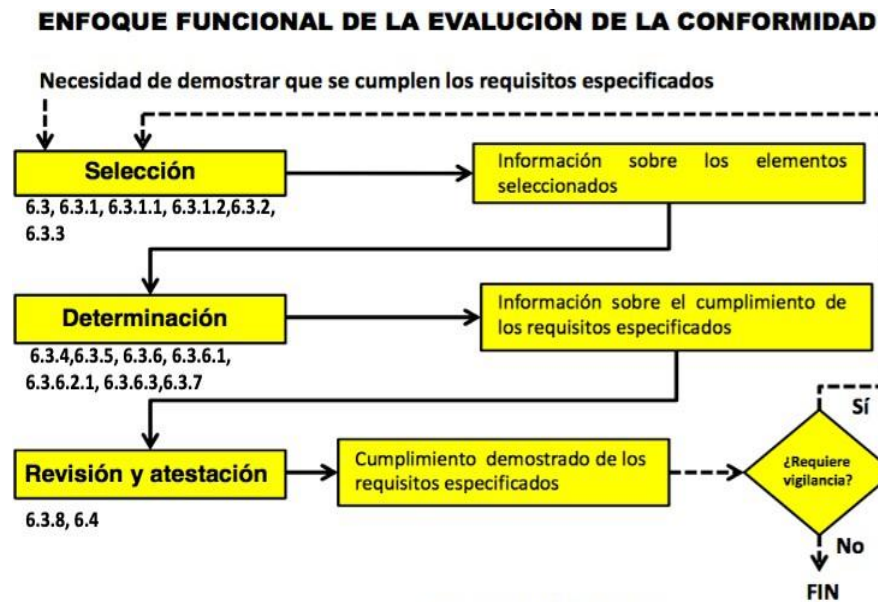 ENFOQUE FUNCIONAL DE LA EVALUCIÒN DE LA CONFORMIDAD
Necesidad de demostrar que se cumplen los requisitos especificados
Selección
Información sobre los elementos
seleccionados
6.3, 6.3.1, 6.3.1.1, 6.3.1.2,6.3.2,
6.3.3
Determinación
Información sobre el cumplimiento de
los requisitos especificados
6.3.4,6.3.5, 6.3.6, 6.3.6.1,
6.3.6.2.1, 6.3.6.3,6.3.7
Revisión y atestación
Cumplimiento demostrado de los
requisitos especificados
¿Requiere
vigilancia?
Sí
6.3.8, 6.4
No
FIN